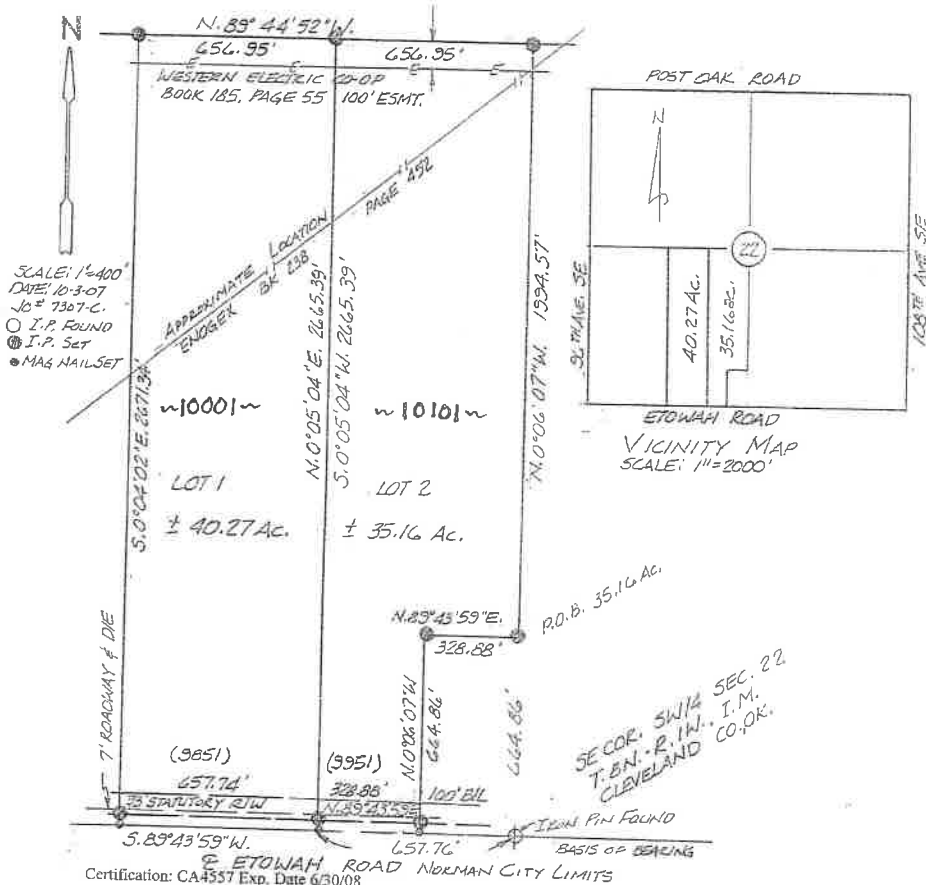 N
N. 89° 44' 52" W.
656.95'
656.95'
E E E E
WESTERN ELECTRIC CO-OP
BOOK 185, PAGE 55 100' ESMT.
POST OAK ROAD
N
22
96TH AVE. SE
40.27 Ac.
35.16 ac.
108TH AVE SE
ETOWAH ROAD
VICINITY MAP
SCALE: 1"=2000'
SCALE: 1"=400'
DATE: 10-3-07
JO# 7307-C.
I.P. FOUND
I.P. SET
MAG NAIL SET
APPROXIMATE LOCATION
ENOGEX BK 238 PAGE 452
S.0°04'02"E. 2671.34'
N.0°05'04"E. 2665.39'
S.0°05'04"W. 2665.39'
N.0°06'07"W. 1994.57'
~10001~
~10101~
LOT 1
± 40.27 Ac.
LOT 2
± 35.16 Ac.
N.89°43'59"E.
328.88'
P.O.B. 35.16 Ac.
7' ROADWAY & DIE
N.0°06'07"W
664.86'
664.86'
SE COR. SW/4 SEC. 22
T.8N., R.1W., I.M.
CLEVELAND CO., OK.
(9851)
(9951)
657.74'
328.88'
100' B/L
STATUTORY R/W
N.89°43'59E
S.89°43'59"W.
657.76'
IRON PIN FOUND
BASIS OF BEARING
℄ ETOWAH ROAD NORMAN CITY LIMITS
Certification: CA4557 Exp. Date 6/30/08